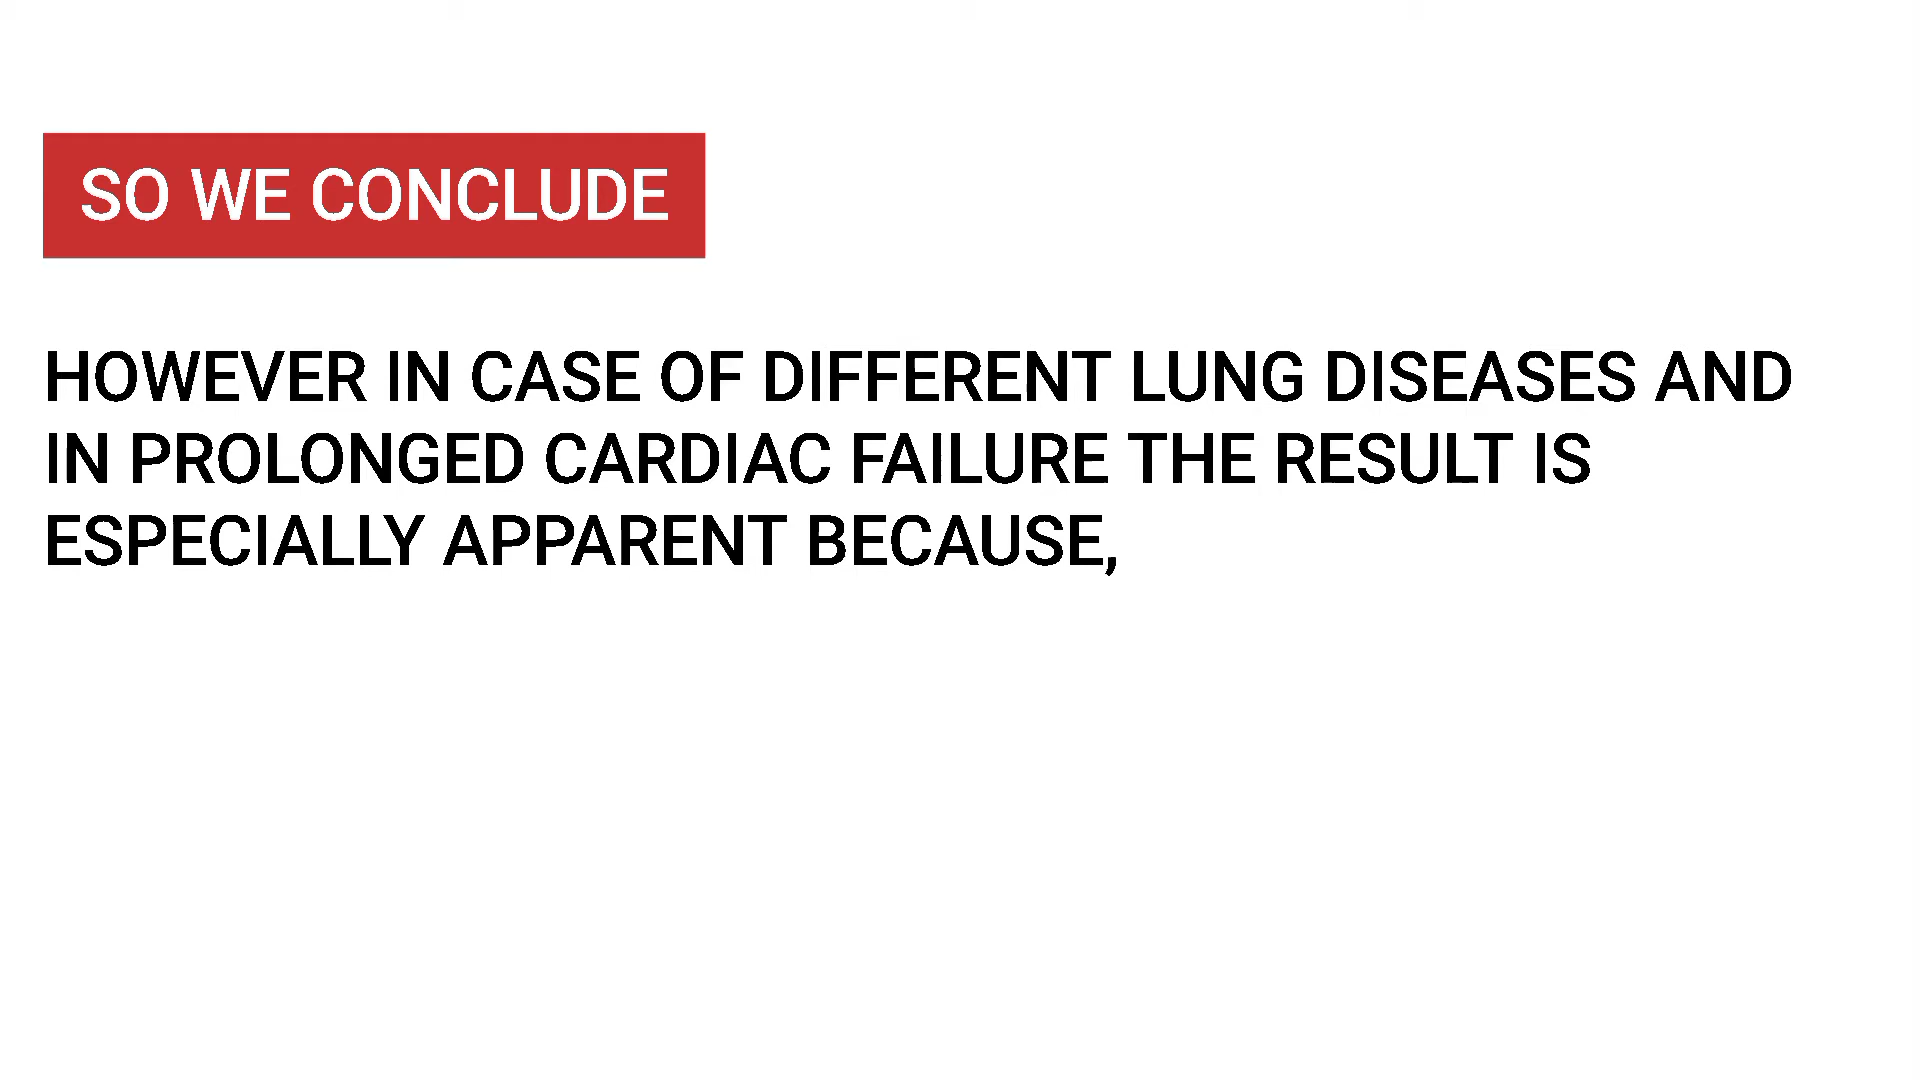 SO WE CONCLUDE
HOWEVER IN CASE OF DIFFERENT LUNG DISEASES AND
IN PROLONGED CARDIAC FAILURE THE RESULT IS
ESPECIALLY APPARENT BECAUSE,